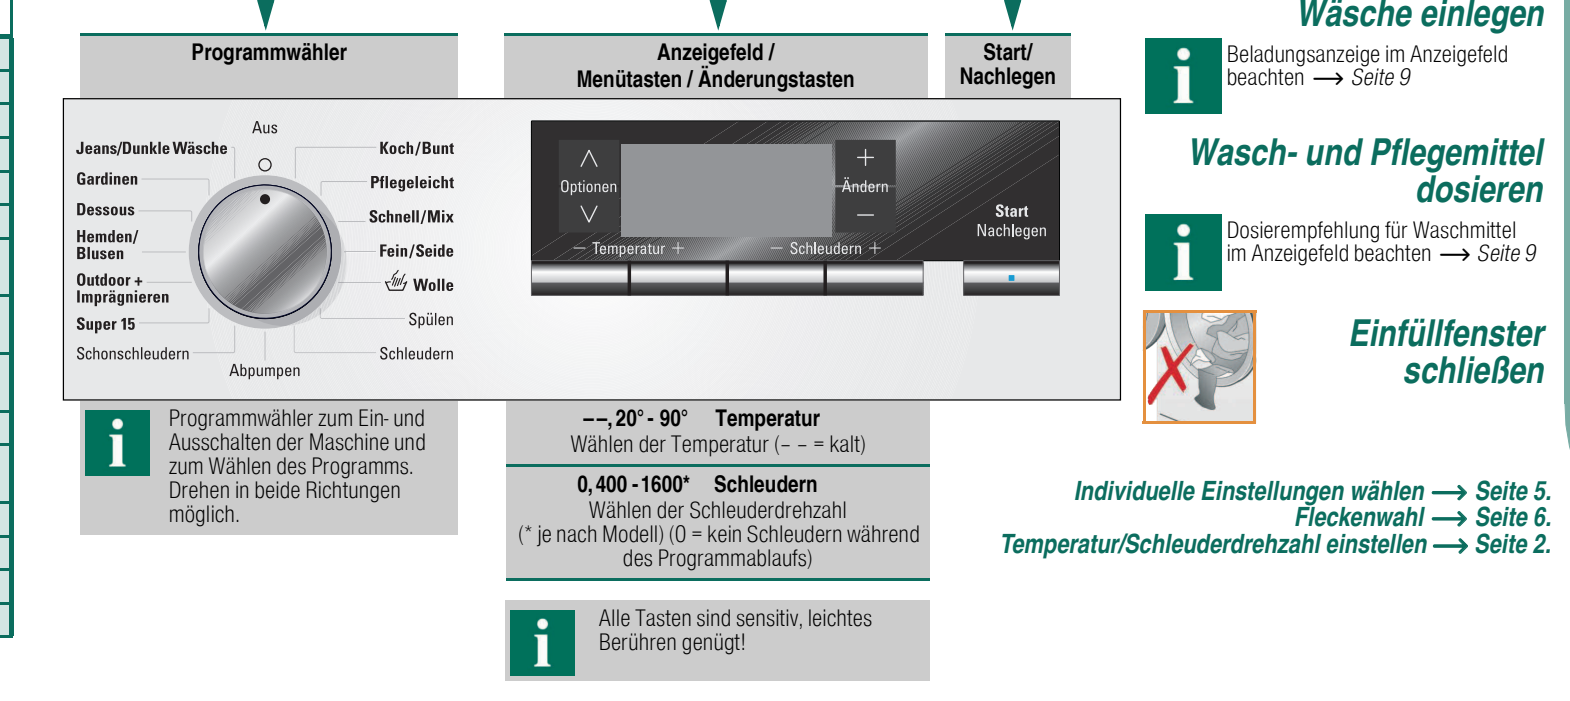 Programmwähler
Aus
Jeans/Dunkle Wäsche
Gardinen
Dessous
Hemden/
Blusen
Outdoor +
Imprägnieren
Super 15
Schonschleudern
Abpumpen
Koch/Bunt
Pflegeleicht
Schnell/Mix
Fein/Seide
Wolle
Spülen
Schleudern
i
Programmwähler zum Ein- und
Ausschalten der Maschine und
zum Wählen des Programms.
Drehen in beide Richtungen
möglich.
Anzeigefeld /
Menütasten / Änderungstasten
Optionen
+
Ändern
–
– Temperatur +
– Schleudern +
– –, 20° - 90° Temperatur
Wählen der Temperatur (– – = kalt)
0, 400 - 1600* Schleudern
Wählen der Schleuderdrehzahl
(* je nach Modell) (0 = kein Schleudern während
des Programmablaufs)
i
Alle Tasten sind sensitiv, leichtes
Berühren genügt!
Start/
Nachlegen
Start
Nachlegen
Wäsche einlegen
i
Beladungsanzeige im Anzeigefeld
beachten → Seite 9
Wasch- und Pflegemittel
dosieren
i
Dosierempfehlung für Waschmittel
im Anzeigefeld beachten → Seite 9
Einfüllfenster
schließen
Individuelle Einstellungen wählen → Seite 5.
Fleckenwahl → Seite 6.
Temperatur/Schleuderdrehzahl einstellen → Seite 2.